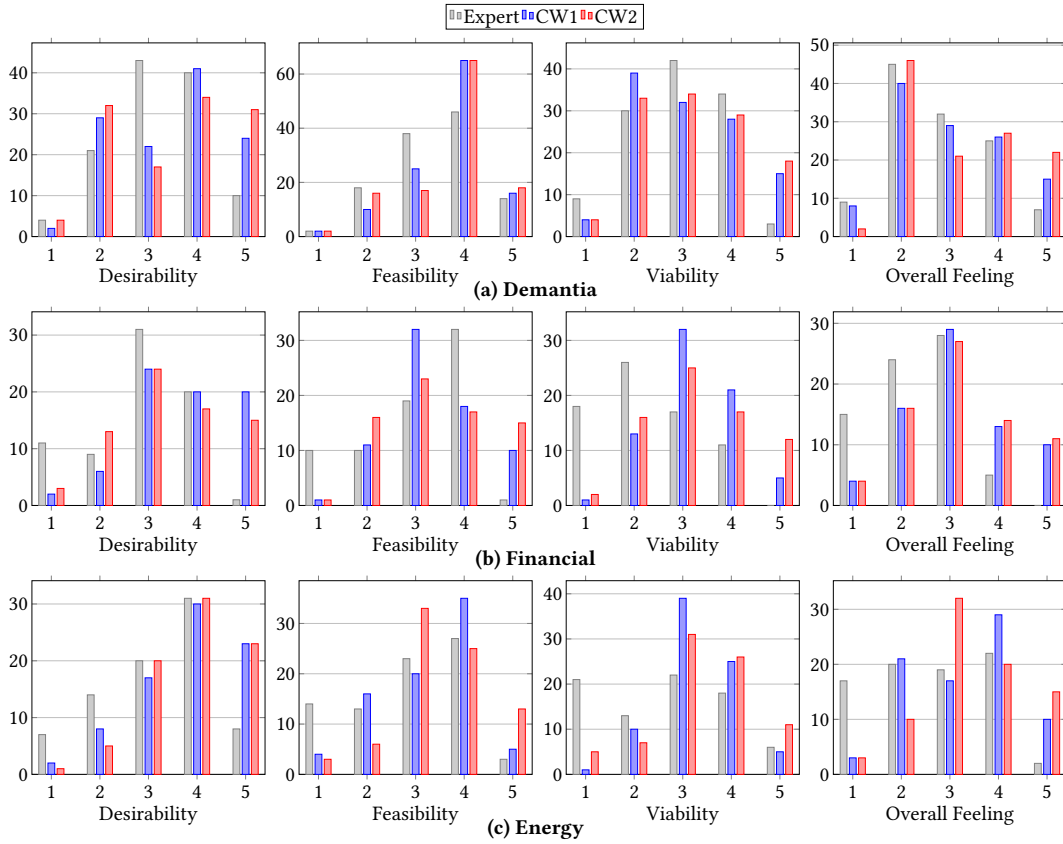 Expert CW1 CW2
0 10 20 30 40
1 2 3 4 5
Desirability
0 20 40 60
1 2 3 4 5
Feasibility
0 10 20 30 40
1 2 3 4 5
Viability
0 10 20 30 40 50
1 2 3 4 5
Overall Feeling
(a) Demantia
0 10 20 30
1 2 3 4 5
Desirability
0 10 20 30
1 2 3 4 5
Feasibility
0 10 20 30
1 2 3 4 5
Viability
0 10 20 30
1 2 3 4 5
Overall Feeling
(b) Financial
0 10 20 30
1 2 3 4 5
Desirability
0 10 20 30
1 2 3 4 5
Feasibility
0 10 20 30 40
1 2 3 4 5
Viability
0 10 20 30
1 2 3 4 5
Overall Feeling
(c) Energy